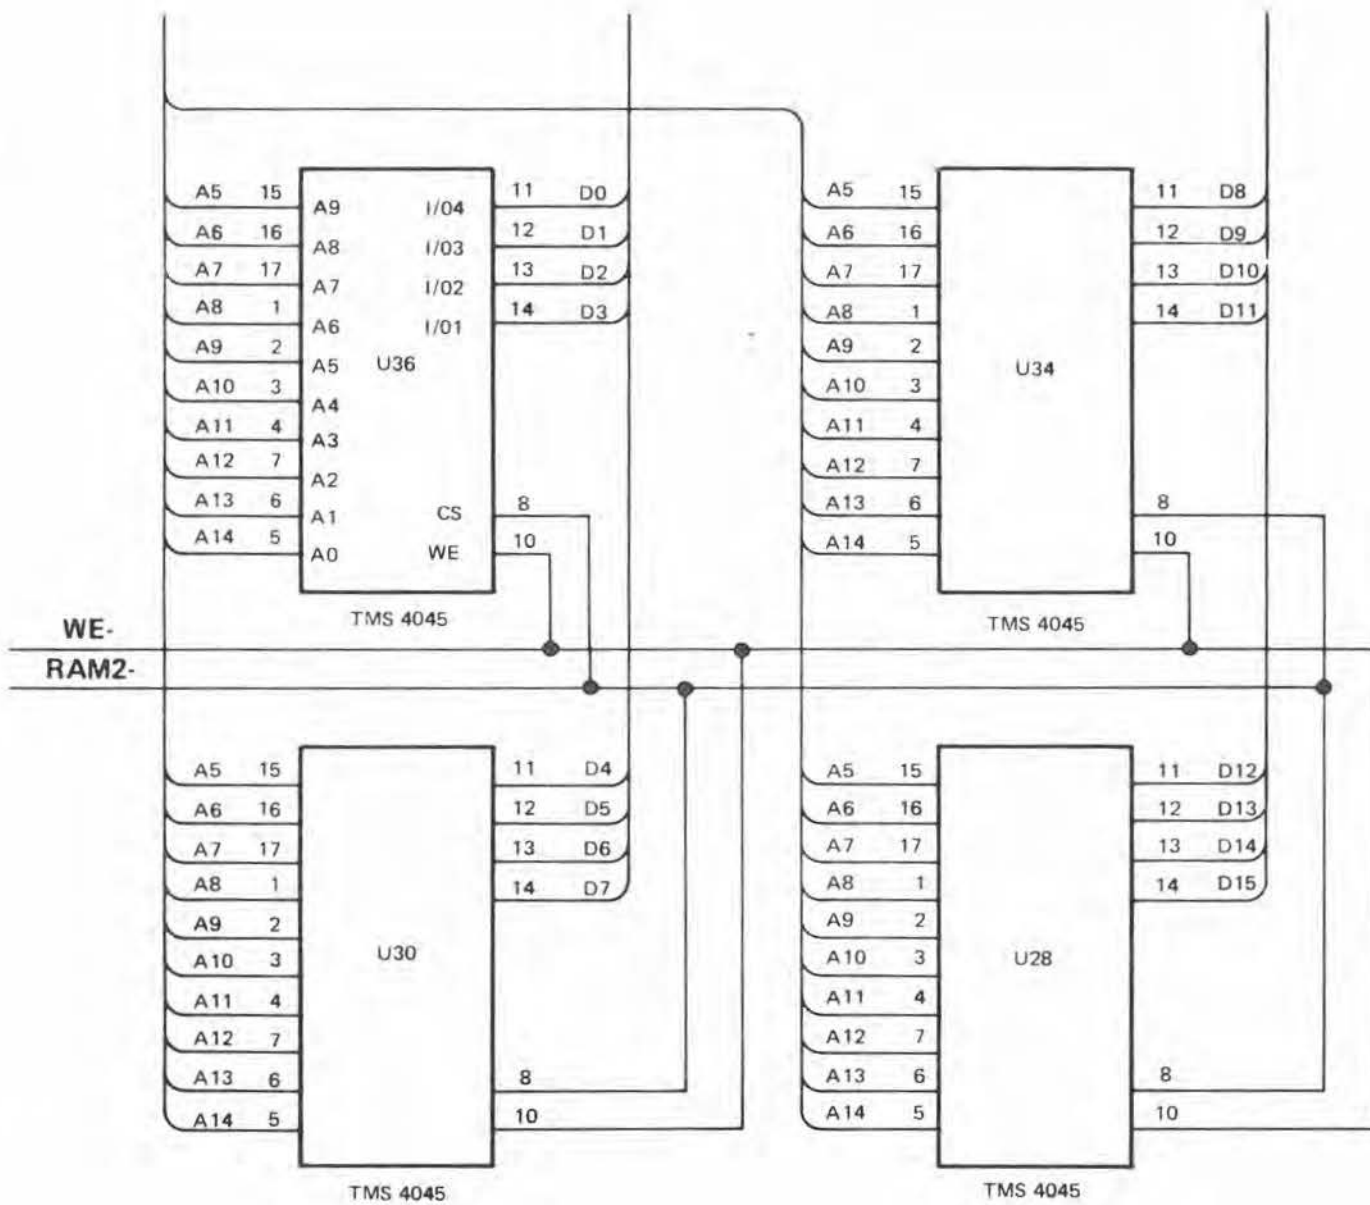 A5 15 A9 I/04 11 D0
A6 16 A8 I/03 12 D1
A7 17 A7 I/02 13 D2
A8 1 A6 I/01 14 D3
A9 2 A5 U36
A10 3 A4
A11 4 A3
A12 7 A2
A13 6 A1 CS 8
A14 5 A0 WE 10
TMS 4045
A5 15 11 D8
A6 16 12 D9
A7 17 13 D10
A8 1 14 D11
A9 2 U34
A10 3
A11 4
A12 7
A13 6 8
A14 5 10
TMS 4045
WE-
RAM2-
A5 15 11 D4
A6 16 12 D5
A7 17 13 D6
A8 1 14 D7
A9 2
A10 3 U30
A11 4
A12 7
A13 6 8
A14 5 10
TMS 4045
A5 15 11 D12
A6 16 12 D13
A7 17 13 D14
A8 1 14 D15
A9 2
A10 3 U28
A11 4
A12 7
A13 6 8
A14 5 10
TMS 4045